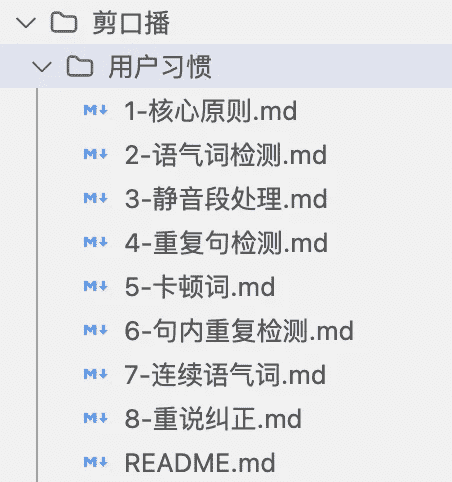 剪口播
用户习惯
M↓ 1-核心原则.md
M↓ 2-语气词检测.md
M↓ 3-静音段处理.md
M↓ 4-重复句检测.md
M↓ 5-卡顿词.md
M↓ 6-句内重复检测.md
M↓ 7-连续语气词.md
M↓ 8-重说纠正.md
M↓ README.md